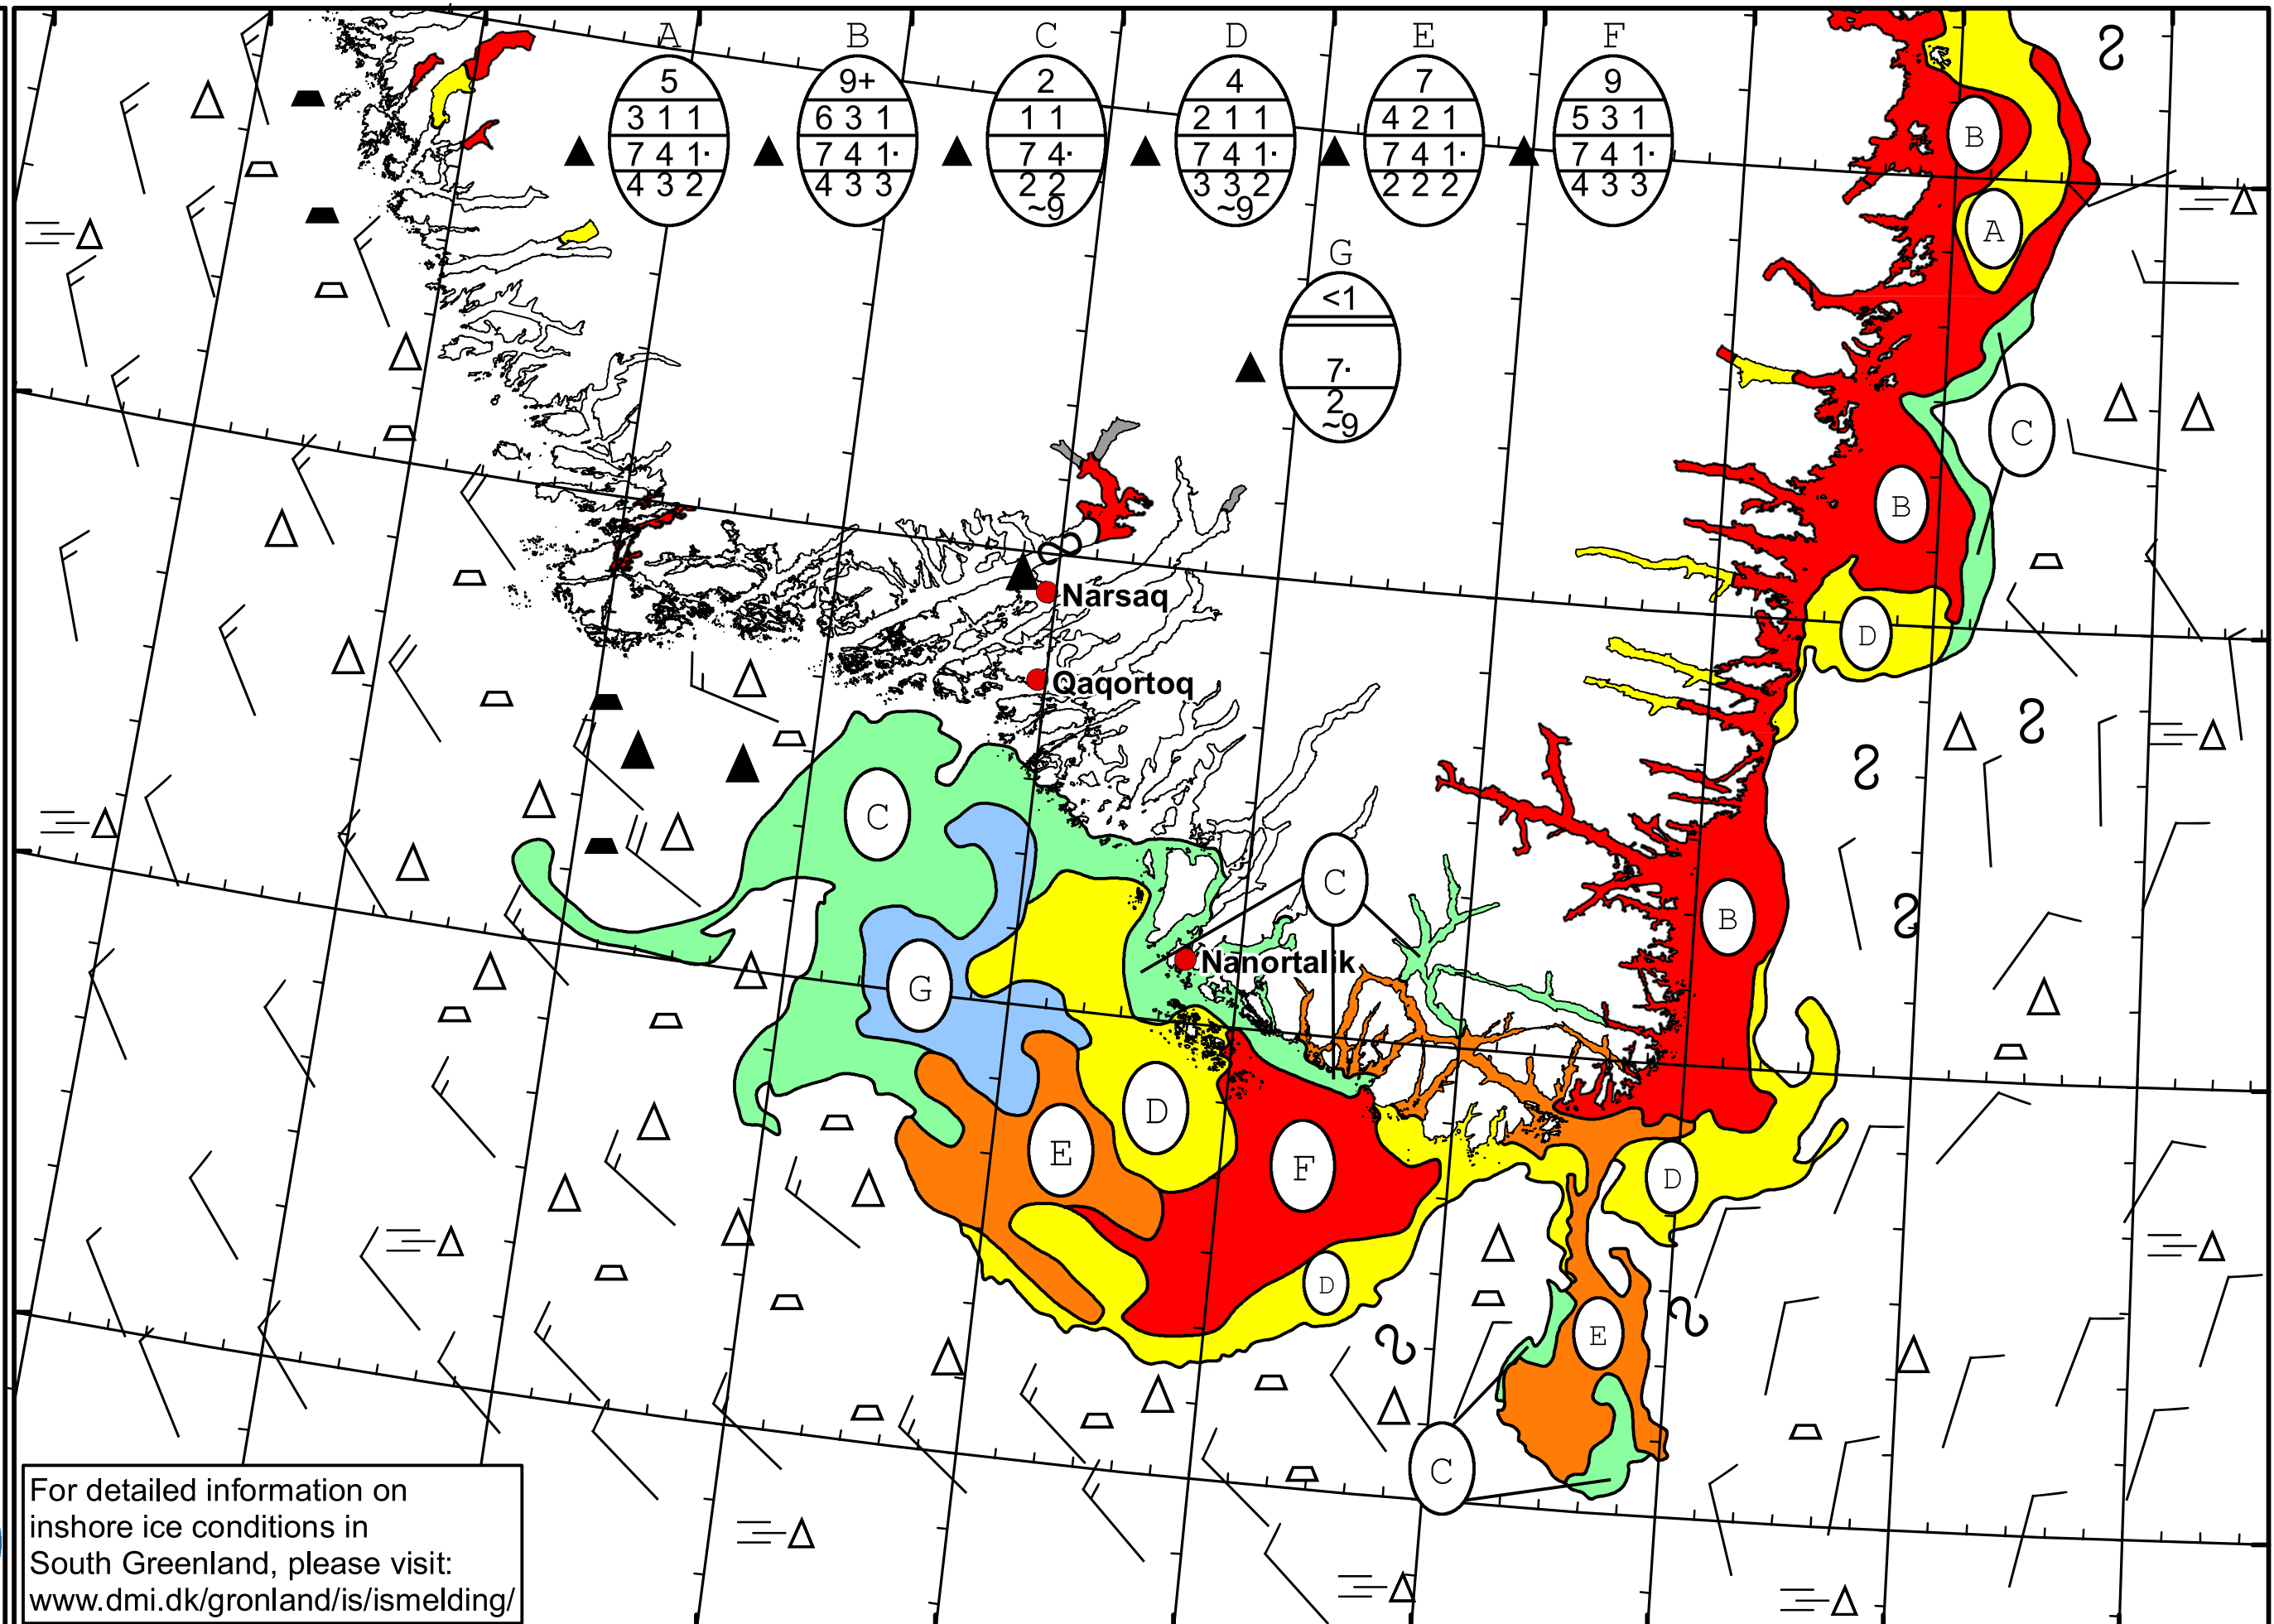 A B C D E F
5 9+ 2 4 7 9
3 1 1 6 3 1 1 1 2 1 1 4 2 1 5 3 1
7 4 1· 7 4 1· 7 4· 7 4 1· 7 4 1· 7 4 1·
4 3 2 4 3 3 2 2 3 3 2 2 2 2 4 3 3
~9 ~9
B
A
G
<1
7·
2
~9
C
B
Narsaq
D
Qaqortoq
C
C
B
Nanortalik
G
D
E
F
D
D
E
C
For detailed information on
inshore ice conditions in
South Greenland, please visit:
www.dmi.dk/gronland/is/ismelding/